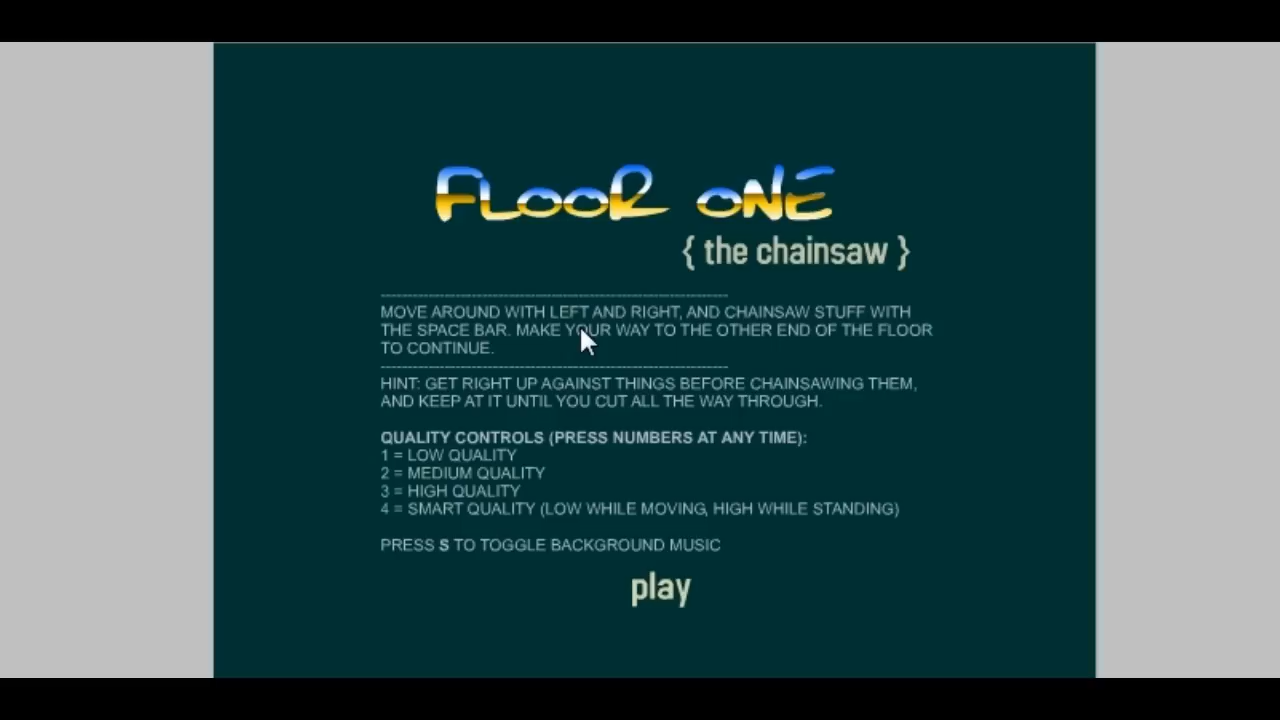 FLOOR ONE
{ the chainsaw }
MOVE AROUND WITH LEFT AND RIGHT, AND CHAINSAW STUFF WITH
THE SPACE BAR. MAKE YOUR WAY TO THE OTHER END OF THE FLOOR
TO CONTINUE.
HINT: GET RIGHT UP AGAINST THINGS BEFORE CHAINSAWING THEM,
AND KEEP AT IT UNTIL YOU CUT ALL THE WAY THROUGH.
QUALITY CONTROLS (PRESS NUMBERS AT ANY TIME):
1 = LOW QUALITY
2 = MEDIUM QUALITY
3 = HIGH QUALITY
4 = SMART QUALITY (LOW WHILE MOVING, HIGH WHILE STANDING)
PRESS S TO TOGGLE BACKGROUND MUSIC
play